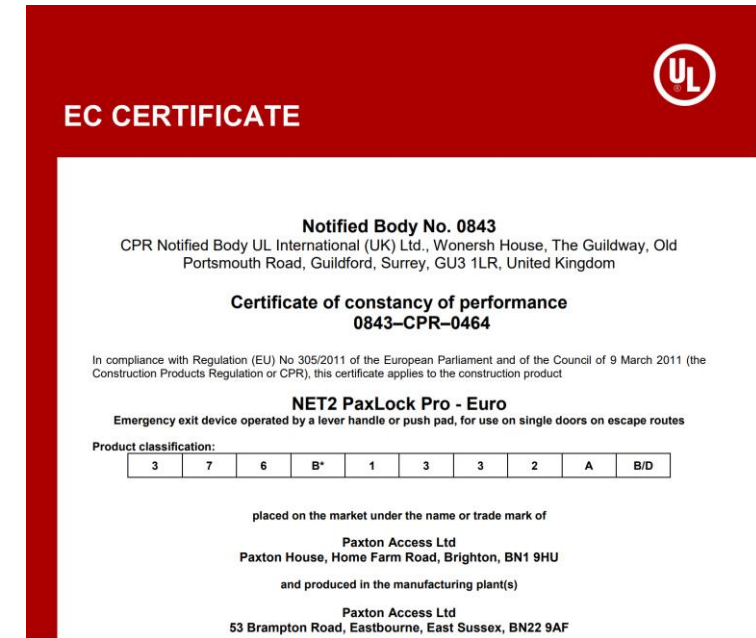 UL
®
EC CERTIFICATE
Notified Body No. 0843
CPR Notified Body UL International (UK) Ltd., Wonersh House, The Guildway, Old
Portsmouth Road, Guildford, Surrey, GU3 1LR, United Kingdom
Certificate of constancy of performance
0843–CPR–0464
In compliance with Regulation (EU) No 305/2011 of the European Parliament and of the Council of 9 March 2011 (the
Construction Products Regulation or CPR), this certificate applies to the construction product
NET2 PaxLock Pro - Euro
Emergency exit device operated by a lever handle or push pad, for use on single doors on escape routes
Product classification:
3 7 6 B* 1 3 3 2 A B/D
placed on the market under the name or trade mark of
Paxton Access Ltd
Paxton House, Home Farm Road, Brighton, BN1 9HU
and produced in the manufacturing plant(s)
Paxton Access Ltd
53 Brampton Road, Eastbourne, East Sussex, BN22 9AF